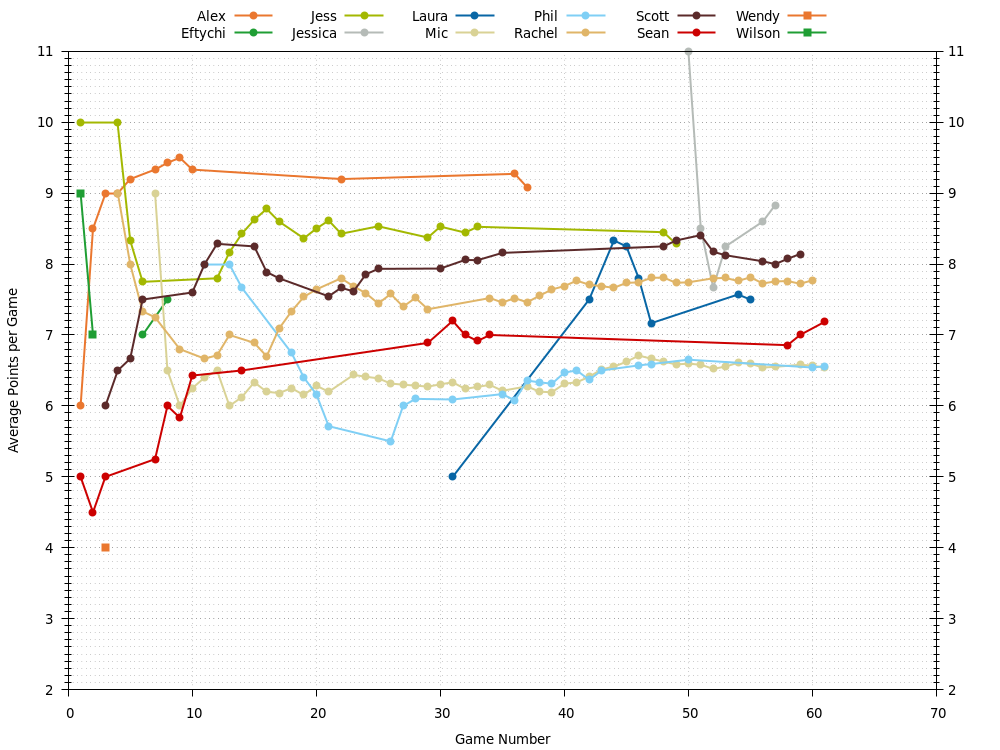 Alex Jess Laura Phil Scott Wendy
Eftychi Jessica Mic Rachel Sean Wilson
11 11
10 10
9 9
8 8
7 7
6 6
5 5
4 4
3 3
2 2
0 10 20 30 40 50 60 70
Average Points per Game
Game Number